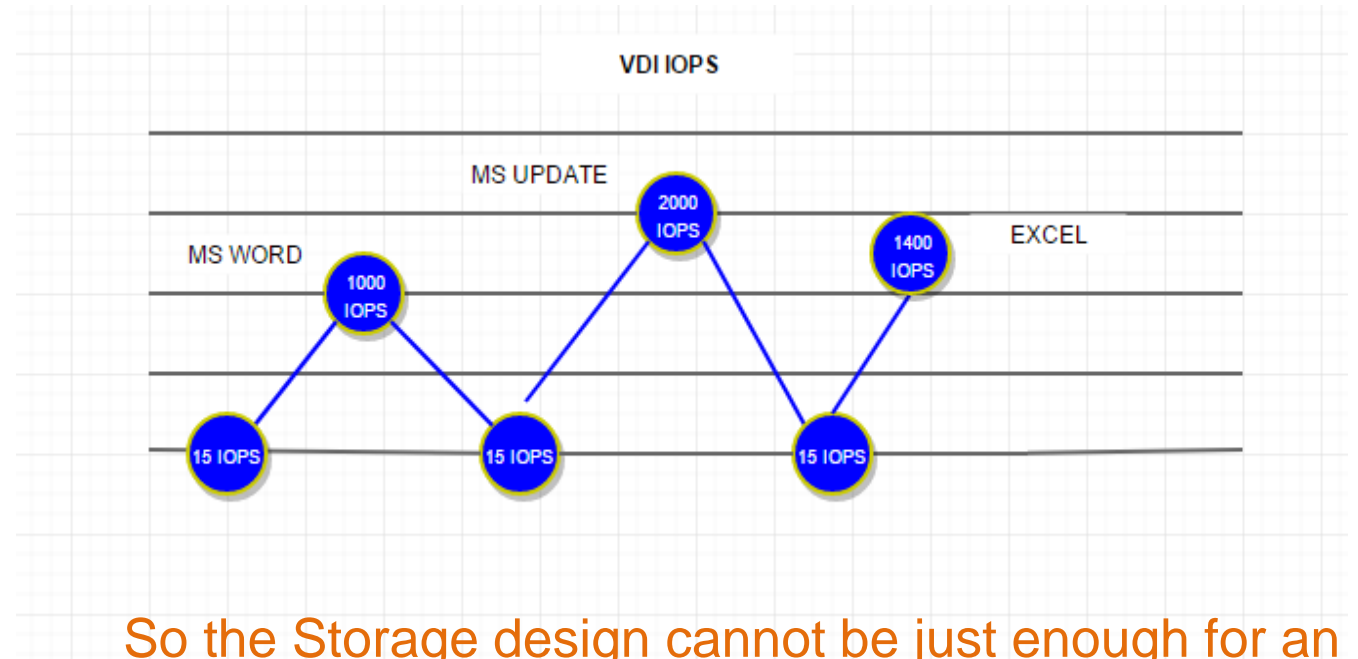 VDI IOPS
MS UPDATE
2000
IOPS
EXCEL
1400
IOPS
MS WORD
1000
IOPS
15 IOPS
15 IOPS
15 IOPS
So the Storage design cannot be just enough for an